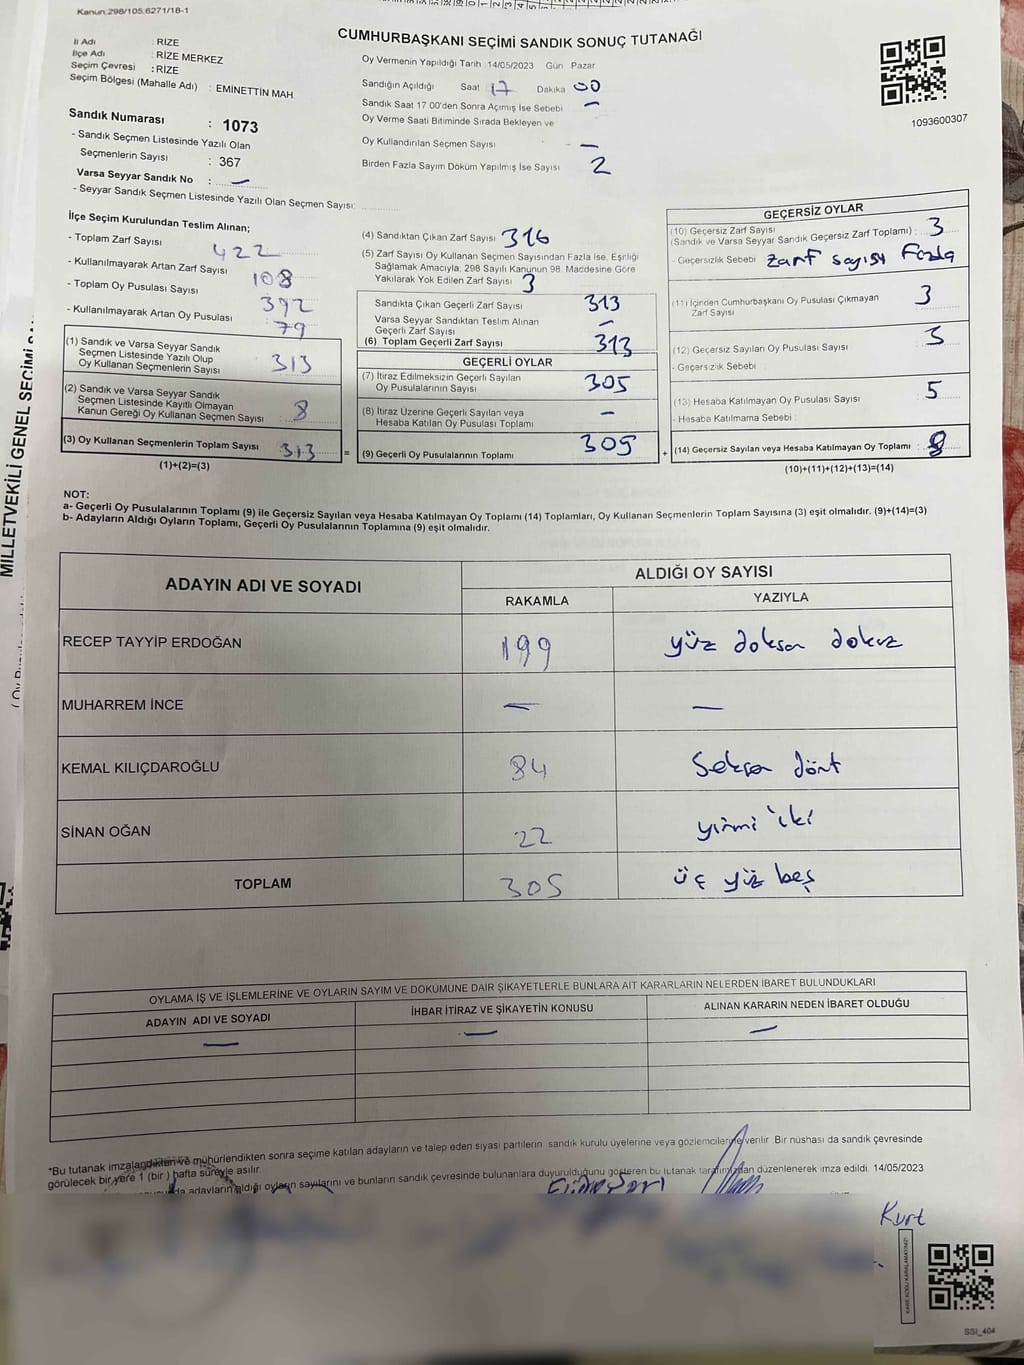 Kanun:298/105;6271/18-1
CUMHURBAŞKANI SEÇİMİ SANDIK SONUÇ TUTANAĞI
İli Adı : RİZE
İlçe Adı : RİZE MERKEZ
Seçim Çevresi : RİZE
Seçim Bölgesi (Mahalle Adı) : EMİNETTİN MAH.
Sandık Numarası : 1073
- Sandık Seçmen Listesinde Yazılı Olan
Seçmenlerin Sayısı : 367
Varsa Seyyar Sandık No : —
- Seyyar Sandık Seçmen Listesinde Yazılı Olan Seçmen Sayısı:
Oy Vermenin Yapıldığı Tarih :14/05/2023 Gün Pazar
Sandığın Açıldığı Saat 17 Dakika 00
Sandık Saat 17 00'den Sonra Açımış İse Sebebi —
Oy Verme Saati Bitiminde Sırada Bekleyen ve
Oy Kullandırılan Seçmen Sayısı —
Birden Fazla Sayım Döküm Yapılmış İse Sayısı 2
1093600307
İlçe Seçim Kurulundan Teslim Alınan;
- Toplam Zarf Sayısı 422
- Kullanılmayarak Artan Zarf Sayısı 108
- Toplam Oy Pusulası Sayısı 392
- Kullanılmayarak Artan Oy Pusulası 79
(1) Sandık ve Varsa Seyyar Sandık
Seçmen Listesinde Yazılı Olup
Oy Kullanan Seçmenlerin Sayısı 313
(2) Sandık ve Varsa Seyyar Sandık
Seçmen Listesinde Kayıtlı Olmayan
Kanun Gereği Oy Kullanan Seçmen Sayısı 8
(3) Oy Kullanan Seçmenlerin Toplam Sayısı 313 =
(1)+(2)=(3)
(4) Sandıktan Çıkan Zarf Sayısı 316
(5) Zarf Sayısı Oy Kullanan Seçmen Sayısından Fazla İse, Eşitliği
Sağlamak Amacıyla, 298 Sayılı Kanunun 98. Maddesine Göre
Yakılarak Yok Edilen Zarf Sayısı 3
Sandıkta Çıkan Geçerli Zarf Sayısı 313
Varsa Seyyar Sandıktan Teslim Alınan
Geçerli Zarf Sayısı —
(6) Toplam Geçerli Zarf Sayısı 313
GEÇERLİ OYLAR
(7) İtiraz Edilmeksizin Geçerli Sayılan
Oy Pusulalarının Sayısı 305
(8) İtiraz Üzerine Geçerli Sayılan veya
Hesaba Katılan Oy Pusulası Toplamı —
(9) Geçerli Oy Pusulalarının Toplamı 305 +
GEÇERSİZ OYLAR
(10) Geçersiz Zarf Sayısı
(Sandık ve Varsa Seyyar Sandık Geçersiz Zarf Toplamı) : 3
- Geçersizlik Sebebi : zarf sayısı fazla
(11) İçinden Cumhurbaşkanı Oy Pusulası Çıkmayan
Zarf Sayısı 3
(12) Geçersiz Sayılan Oy Pusulası Sayısı
- Geçersizlik Sebebi :
(13) Hesaba Katılmayan Oy Pusulası Sayısı 5
- Hesaba Katılmama Sebebi :
(14) Geçersiz Sayılan veya Hesaba Katılmayan Oy Toplamı : 8
(10)+(11)+(12)+(13)=(14)
NOT:
a- Geçerli Oy Pusulalarının Toplamı (9) ile Geçersiz Sayılan veya Hesaba Katılmayan Oy Toplamı (14) Toplamları, Oy Kullanan Seçmenlerin Toplam Sayısına (3) eşit olmalıdır. (9)+(14)=(3)
b- Adayların Aldığı Oyların Toplamı, Geçerli Oy Pusulalarının Toplamına (9) eşit olmalıdır.
ADAYIN ADI VE SOYADI ALDIĞI OY SAYISI
RAKAMLA YAZIYLA
RECEP TAYYİP ERDOĞAN 199 yüz doksan dokuz
MUHARREM İNCE — —
KEMAL KILIÇDAROĞLU 84 Seksen dört
SİNAN OĞAN 22 yirmi iki
TOPLAM 305 üç yüz beş
OYLAMA İŞ VE İŞLEMLERİNE VE OYLARIN SAYIM VE DÖKÜMÜNE DAİR ŞİKAYETLERLE BUNLARA AİT KARARLARIN NELERDEN İBARET BULUNDUKLARI
ADAYIN ADI VE SOYADI İHBAR İTİRAZ VE ŞİKAYETİN KONUSU ALINAN KARARIN NEDEN İBARET OLDUĞU
— — —
*Bu tutanak imzalandıktan ve mühürlendikten sonra seçime katılan adayların ve talep eden siyasi partilerin sandık kurulu üyelerine veya gözlemcilerine verilir. Bir nüshası da sandık çevresinde
görülecek bir yere 1 (bir) hafta süreyle asılır.
adayların aldığı oyların sayılarını ve bunların sandık çevresinde bulunanlara duyurulduğunu gösteren bu tutanak tarafımızdan düzenlenerek imza edildi. 14/05/2023
Kurt
SSI_404
MİLLETVEKİLİ GENEL SEÇİMİ